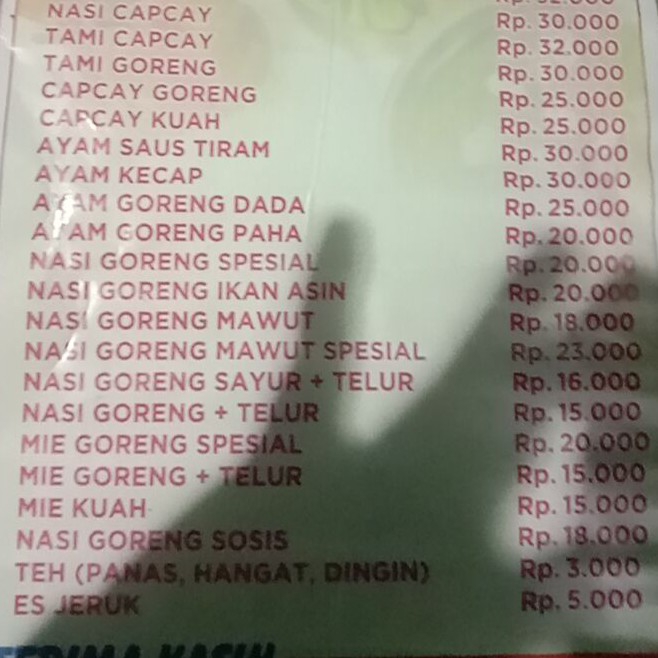 NASI CAPCAY Rp. 30.000
TAMI CAPCAY Rp. 32.000
TAMI GORENG Rp. 30.000
CAPCAY GORENG Rp. 25.000
CAPCAY KUAH Rp. 25.000
AYAM SAUS TIRAM Rp. 30.000
AYAM KECAP Rp. 30.000
AYAM GORENG DADA Rp. 25.000
AYAM GORENG PAHA Rp. 20.000
NASI GORENG SPESIAL Rp. 20.000
NASI GORENG IKAN ASIN Rp. 20.000
NASI GORENG MAWUT Rp. 18.000
NASI GORENG MAWUT SPESIAL Rp. 23.000
NASI GORENG SAYUR + TELUR Rp. 16.000
NASI GORENG + TELUR Rp. 15.000
MIE GORENG SPESIAL Rp. 20.000
MIE GORENG + TELUR Rp. 15.000
MIE KUAH Rp. 15.000
NASI GORENG SOSIS Rp. 18.000
TEH (PANAS, HANGAT, DINGIN) Rp. 3.000
ES JERUK Rp. 5.000